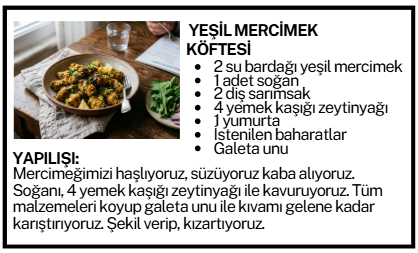 YEŞİL MERCİMEK
KÖFTESİ
• 2 su bardağı yeşil mercimek
• 1 adet soğan
• 2 diş sarımsak
• 4 yemek kaşığı zeytinyağı
• 1 yumurta
• İstenilen baharatlar
• Galeta unu
YAPILIŞI:
Mercimeğimizi haşlıyoruz, süzüyoruz kaba alıyoruz.
Soğanı, 4 yemek kaşığı zeytinyağı ile kavuruyoruz. Tüm
malzemeleri koyup galeta unu ile kıvamı gelene kadar
karıştırıyoruz. Şekil verip, kızartıyoruz.